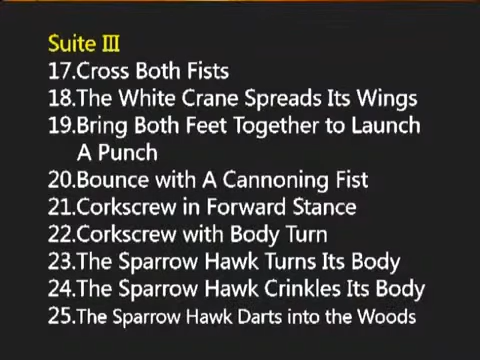 Suite III
17.Cross Both Fists
18.The White Crane Spreads Its Wings
19.Bring Both Feet Together to Launch
A Punch
20.Bounce with A Cannoning Fist
21.Corkscrew in Forward Stance
22.Corkscrew with Body Turn
23.The Sparrow Hawk Turns Its Body
24.The Sparrow Hawk Crinkles Its Body
25.The Sparrow Hawk Darts into the Woods